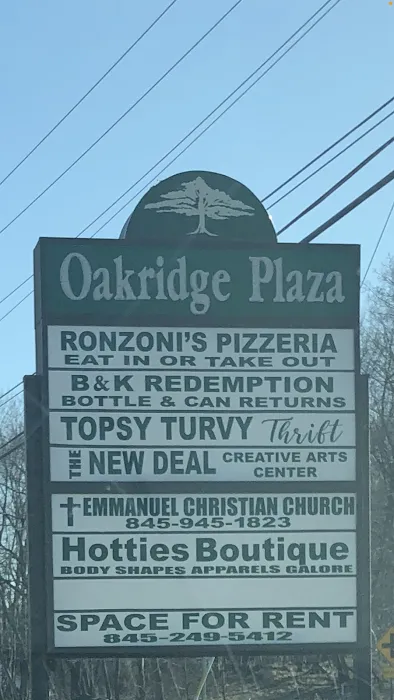 Oakridge Plaza
RONZONI'S PIZZERIA
EAT IN OR TAKE OUT
B&K REDEMPTION
BOTTLE & CAN RETURNS
TOPSY TURVY Thrift
THE NEW DEAL CREATIVE ARTS CENTER
EMMANUEL CHRISTIAN CHURCH
845-945-1823
Hotties Boutique
BODY SHAPES APPARELS GALORE
SPACE FOR RENT
845-249-5412